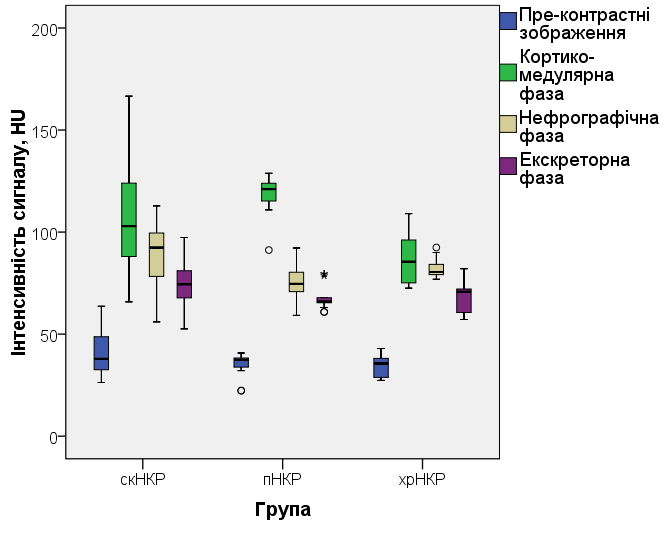 Інтенсивність сигналу, HU
200
150
100
50
0
скНКР
пНКР
хрНКР
Група
Пре-контрастні
зображення
Кортико-
медулярна
фаза
Нефрографічна
фаза
Екскреторна
фаза